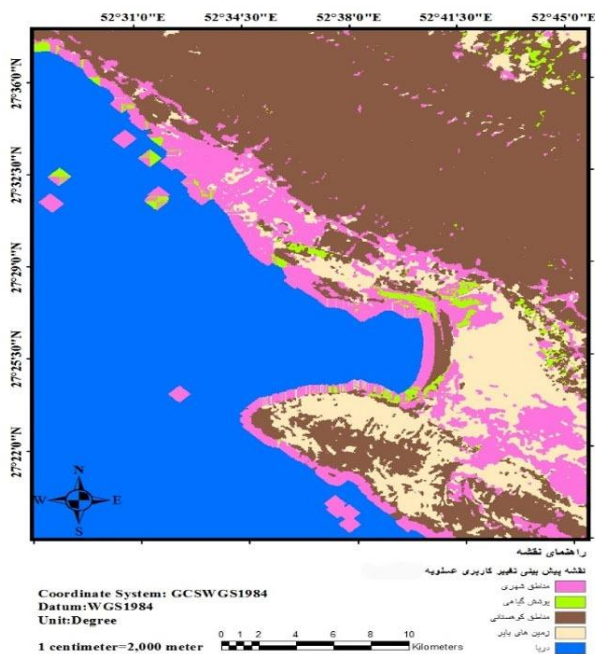 52°31'0"E 52°34'30"E 52°38'0"E 52°41'30"E 52°45'0"E
27°36'0"N
27°32'30"N
27°29'0"N
27°25'30"N
27°22'0"N
N
W E
S
راهنمای نقشه
نقشه پیش بینی تغییر کاربری عسلویه
مناطق شهری
پوشش گیاهی
مناطق کوهستانی
زمین های بایر
دریا
Coordinate System: GCSWGS1984
Datum:WGS1984
Unit:Degree
1 centimeter=2,000 meter
0 1 2 4 6 8 10
Kilometers